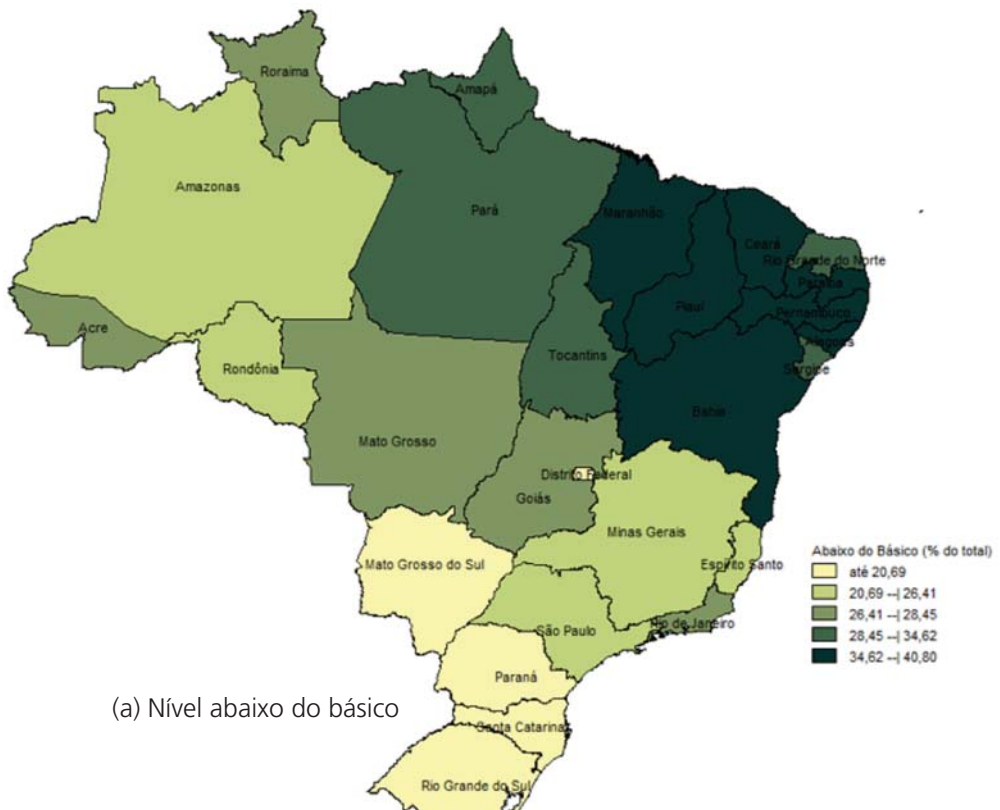 Roraima
Amapá
Amazonas
Pará
Maranhão
Ceará
Rio Grande do Norte
Paraíba
Piauí
Pernambuco
Acre
Alagoas
Tocantins
Rondônia
Sergipe
Bahia
Mato Grosso
Distrito Federal
Goiás
Minas Gerais
Mato Grosso do Sul
Espírito Santo
Abaixo do Básico (% do total)
até 20,69
20,69 --| 26,41
26,41 --| 28,45
28,45 --| 34,62
34,62 --| 40,80
São Paulo
Rio de Janeiro
Paraná
(a) Nível abaixo do básico
Santa Catarina
Rio Grande do Sul